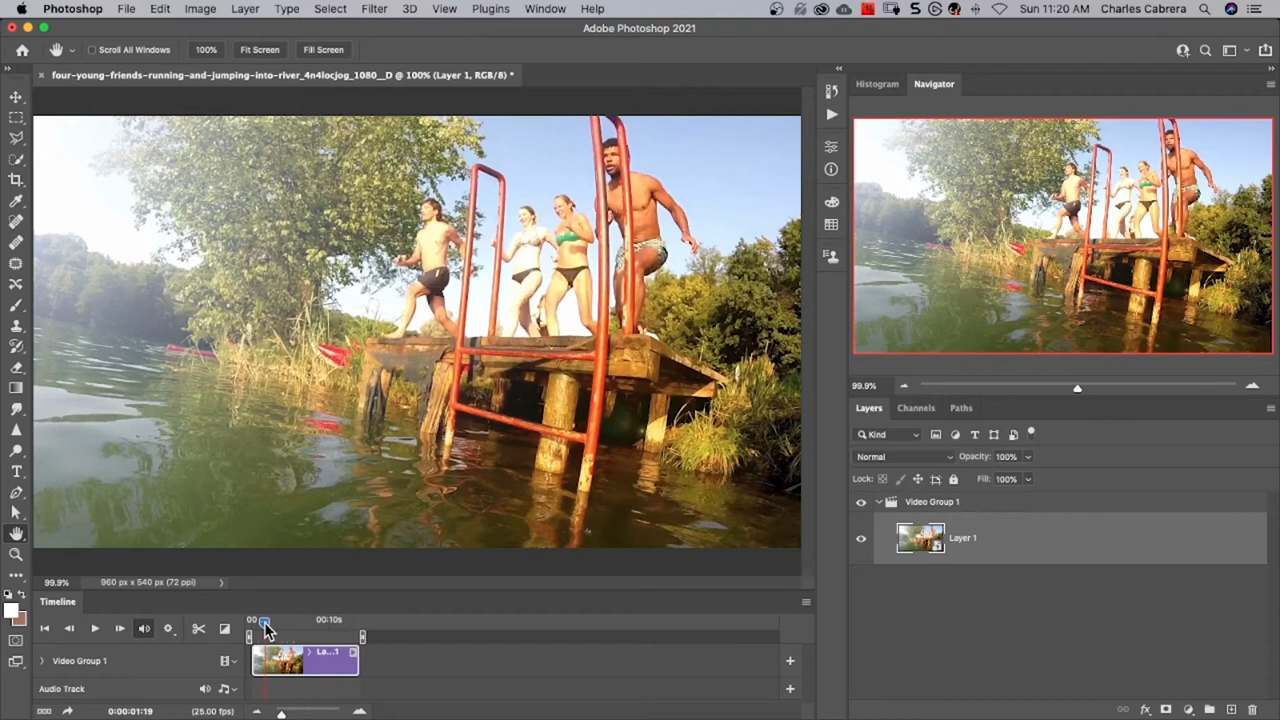 Photoshop File Edit Image Layer Type Select Filter 3D View Plugins Window Help Sun 11:20 AM Charles Cabrera
Adobe Photoshop 2021
Scroll All Windows 100% Fit Screen Fill Screen
four-young-friends-running-and-jumping-into-river_4n4locjog_1080__D @ 100% (Layer 1, RGB/8) *
Histogram Navigator
99.9%
Layers Channels Paths
Kind
Normal Opacity: 100%
Lock: Fill: 100%
Video Group 1
Layer 1
99.9% 960 px x 540 px (72 ppi)
Timeline
00 00:10s
Video Group 1 La...1
Audio Track
0:00:01:19 (25.00 fps)